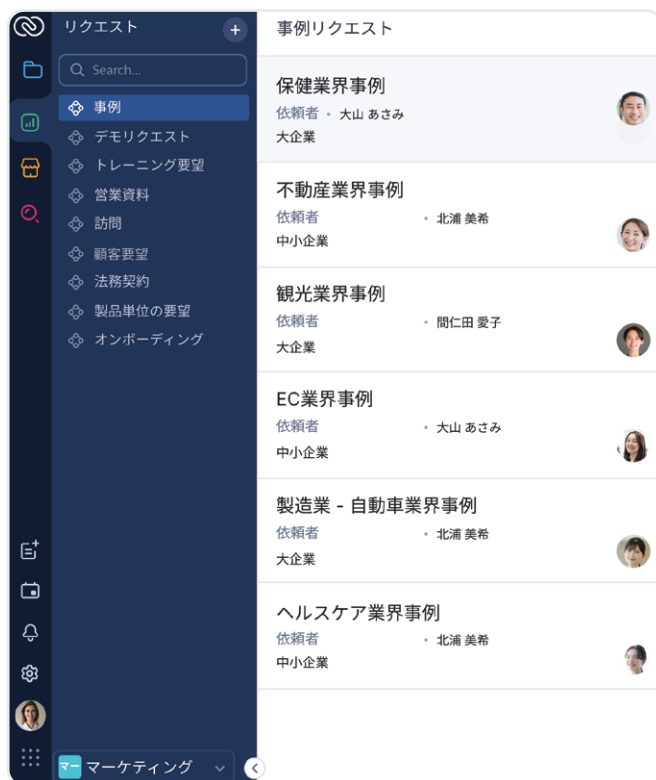 リクエスト
+
Search...
事例
デモリクエスト
トレーニング要望
営業資料
訪問
顧客要望
法務契約
製品単位の要望
オンボーディング
マー マーケティング
事例リクエスト
保健業界事例
依頼者 • 大山 あさみ
大企業
不動産業界事例
依頼者 • 北浦 美希
中小企業
観光業界事例
依頼者 • 間仁田 愛子
大企業
EC業界事例
依頼者 • 大山 あさみ
中小企業
製造業 - 自動車業界事例
依頼者 • 北浦 美希
大企業
ヘルスケア業界事例
依頼者 • 北浦 美希
中小企業